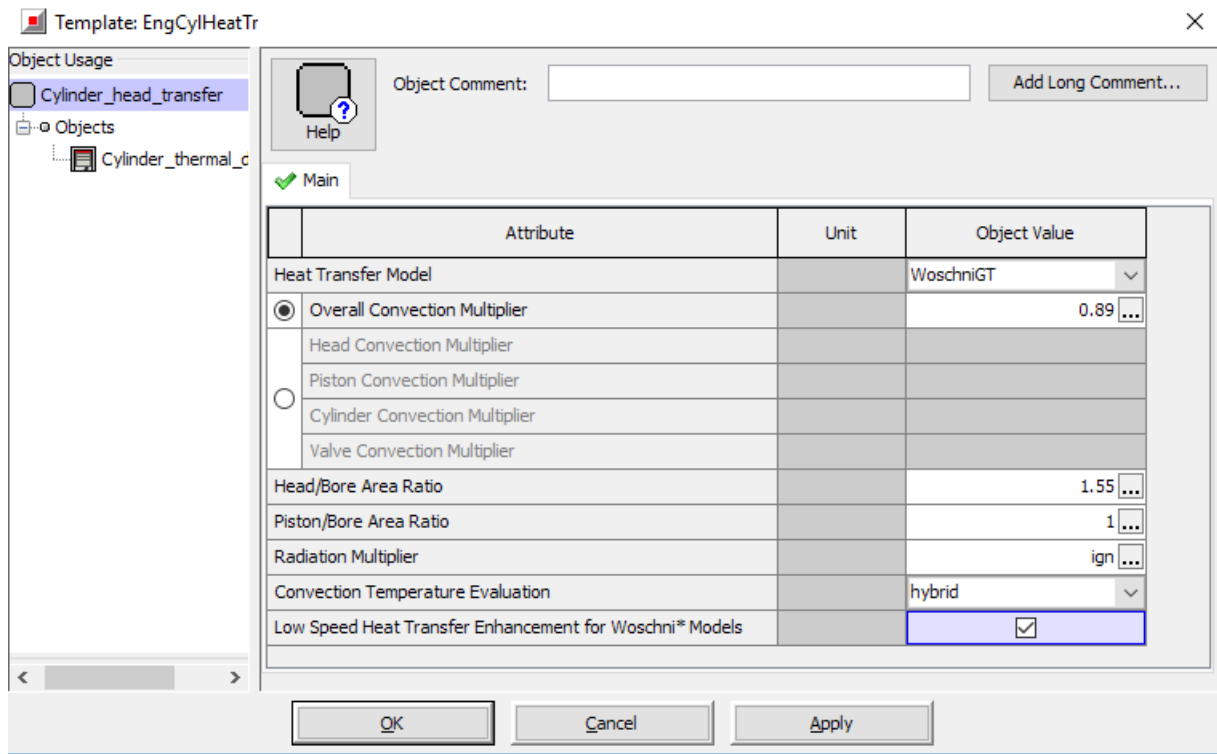 Template: EngCylHeatTr
Object Usage
Cylinder_head_transfer
Objects
Cylinder_thermal_d
Help
Object Comment:
Add Long Comment...
Main
Attribute Unit Object Value
Heat Transfer Model WoschniGT
Overall Convection Multiplier 0.89 ...
Head Convection Multiplier
Piston Convection Multiplier
Cylinder Convection Multiplier
Valve Convection Multiplier
Head/Bore Area Ratio 1.55 ...
Piston/Bore Area Ratio 1 ...
Radiation Multiplier ign ...
Convection Temperature Evaluation hybrid
Low Speed Heat Transfer Enhancement for Woschni* Models
OK Cancel Apply